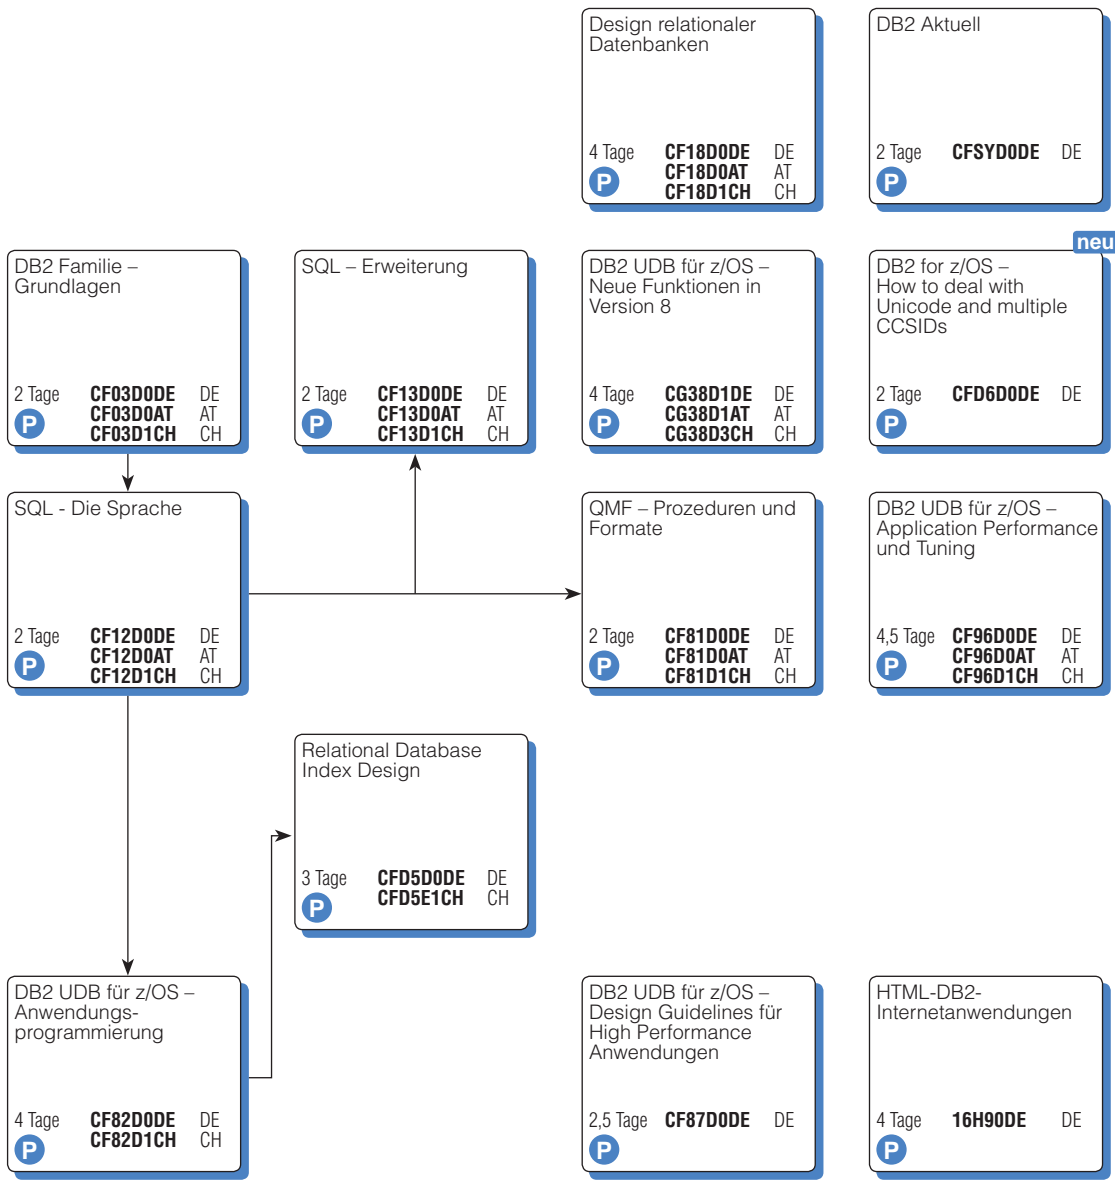 Design relationaler
Datenbanken
4 Tage CF18D0DE DE
CF18D0AT AT
P
CF18D1CH CH
DB2 Aktuell
2 Tage CFSYD0DE DE
P
DB2 Familie –
Grundlagen
2 Tage CF03D0DE DE
CF03D0AT AT
P
CF03D1CH CH
SQL – Erweiterung
2 Tage CF13D0DE DE
CF13D0AT AT
P
CF13D1CH CH
DB2 UDB für z/OS –
Neue Funktionen in
Version 8
4 Tage CG38D1DE DE
CG38D1AT AT
P
CG38D3CH CH
neu
DB2 for z/OS –
How to deal with
Unicode and multiple
CCSIDs
2 Tage CFD6D0DE DE
P
SQL - Die Sprache
2 Tage CF12D0DE DE
CF12D0AT AT
P
CF12D1CH CH
QMF – Prozeduren und
Formate
2 Tage CF81D0DE DE
CF81D0AT AT
P
CF81D1CH CH
DB2 UDB für z/OS –
Application Performance
und Tuning
4,5 Tage CF96D0DE DE
CF96D0AT AT
P
CF96D1CH CH
Relational Database
Index Design
3 Tage CFD5D0DE DE
CFD5E1CH CH
P
DB2 UDB für z/OS –
Anwendungs-
programmierung
4 Tage CF82D0DE DE
CF82D1CH CH
P
DB2 UDB für z/OS –
Design Guidelines für
High Performance
Anwendungen
2,5 Tage CF87D0DE DE
P
HTML-DB2-
Internetanwendungen
4 Tage 16H90DE DE
P